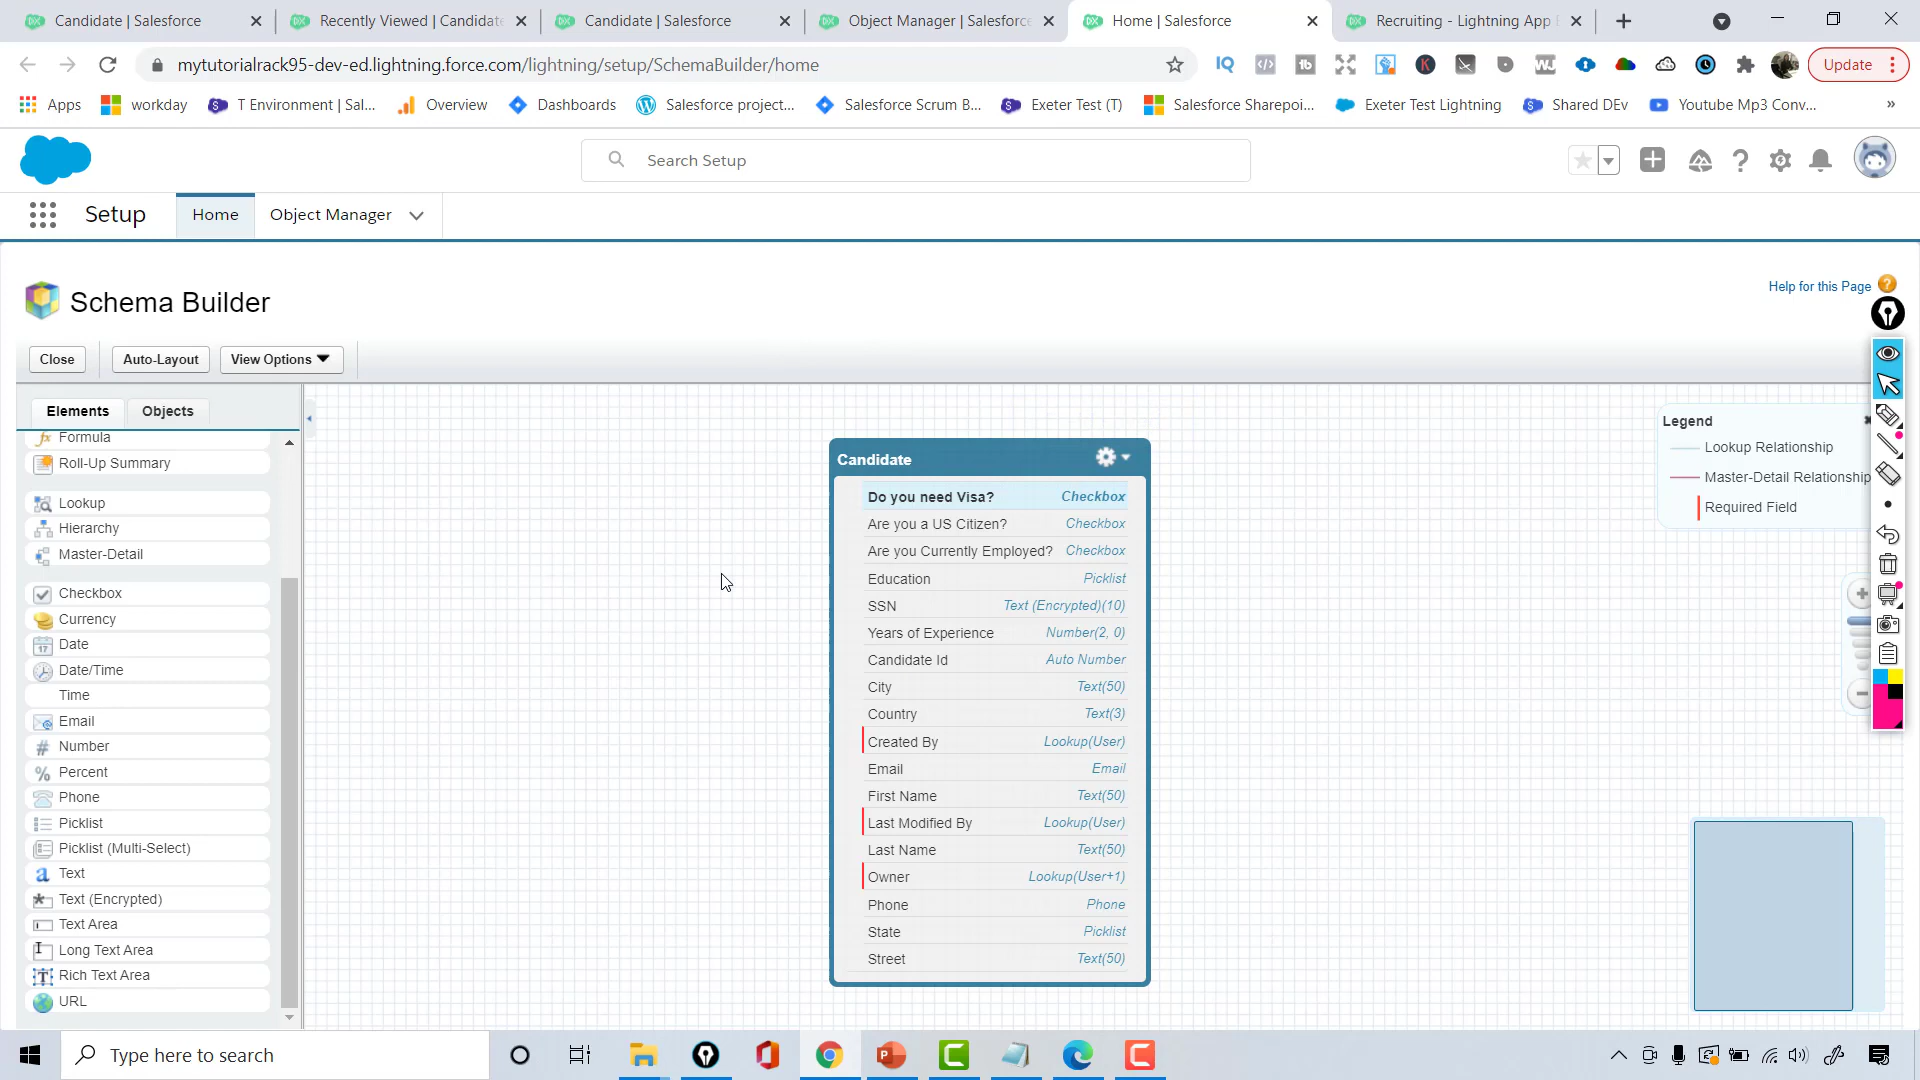 Candidate | Salesforce
Recently Viewed | Candidate
Candidate | Salesforce
Object Manager | Salesforce
Home | Salesforce
Recruiting - Lightning App
mytutorialrack95-dev-ed.lightning.force.com/lightning/setup/SchemaBuilder/home
Update
Apps
workday
T Environment | Sal...
Overview
Dashboards
Salesforce project...
Salesforce Scrum B...
Exeter Test (T)
Salesforce Sharepoi...
Exeter Test Lightning
Shared DEv
Youtube Mp3 Conv...
»
Search Setup
Setup
Home
Object Manager
Schema Builder
Help for this Page
Close
Auto-Layout
View Options
Elements
Objects
Formula
Roll-Up Summary
Lookup
Hierarchy
Master-Detail
Checkbox
Currency
Date
Date/Time
Time
Email
Number
Percent
Phone
Picklist
Picklist (Multi-Select)
Text
Text (Encrypted)
Text Area
Long Text Area
Rich Text Area
URL
Candidate
Do you need Visa? Checkbox
Are you a US Citizen? Checkbox
Are you Currently Employed? Checkbox
Education Picklist
SSN Text (Encrypted)(10)
Years of Experience Number(2, 0)
Candidate Id Auto Number
City Text(50)
Country Text(3)
Created By Lookup(User)
Email Email
First Name Text(50)
Last Modified By Lookup(User)
Last Name Text(50)
Owner Lookup(User+1)
Phone Phone
State Picklist
Street Text(50)
Legend
Lookup Relationship
Master-Detail Relationship
Required Field
Type here to search